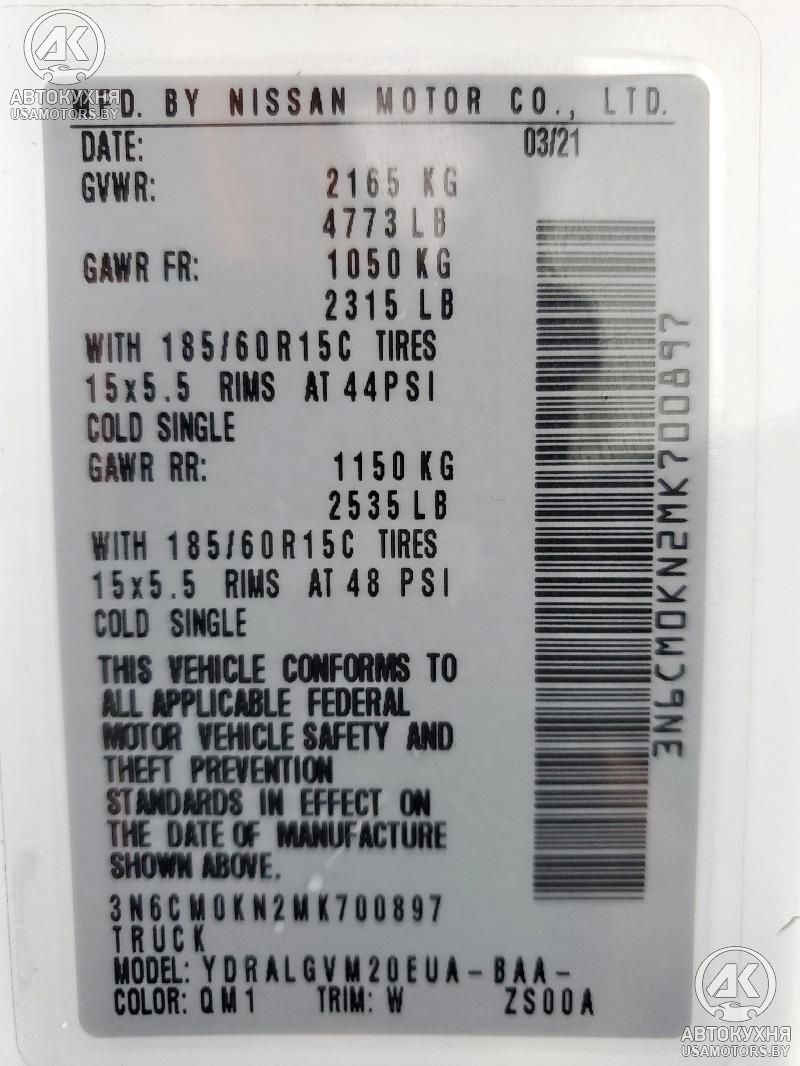 АК
АВТОКУХНЯ
USAMOTORS.BY
MFD. BY NISSAN MOTOR CO., LTD.
DATE: 03/21
GVWR: 2165 KG
4773 LB
GAWR FR: 1050 KG
2315 LB
WITH 185/60R15C TIRES
15x5.5 RIMS AT 44PSI
COLD SINGLE
GAWR RR: 1150 KG
2535 LB
WITH 185/60R15C TIRES
15x5.5 RIMS AT 48 PSI
COLD SINGLE
THIS VEHICLE CONFORMS TO
ALL APPLICABLE FEDERAL
MOTOR VEHICLE SAFETY AND
THEFT PREVENTION
STANDARDS IN EFFECT ON
THE DATE OF MANUFACTURE
SHOWN ABOVE.
3N6CM0KN2MK700897
TRUCK
MODEL: YDRALGVM20EUA-BAA-
COLOR: QM1 TRIM: W ZS00A
3N6CM0KN2MK700897
АК
АВТОКУХНЯ
USAMOTORS.BY